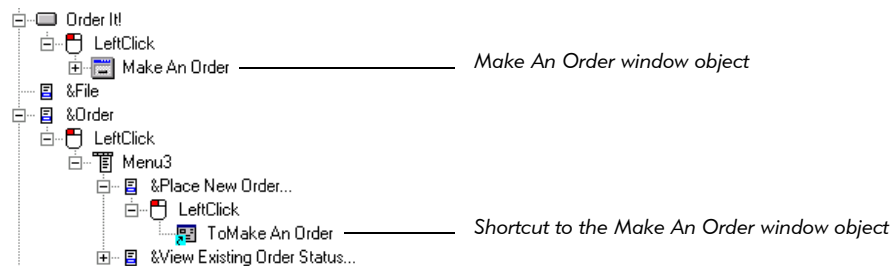 Order It!
LeftClick
Make An Order Make An Order window object
&File
&Order
LeftClick
Menu3
&Place New Order...
LeftClick
ToMake An Order Shortcut to the Make An Order window object
&View Existing Order Status...